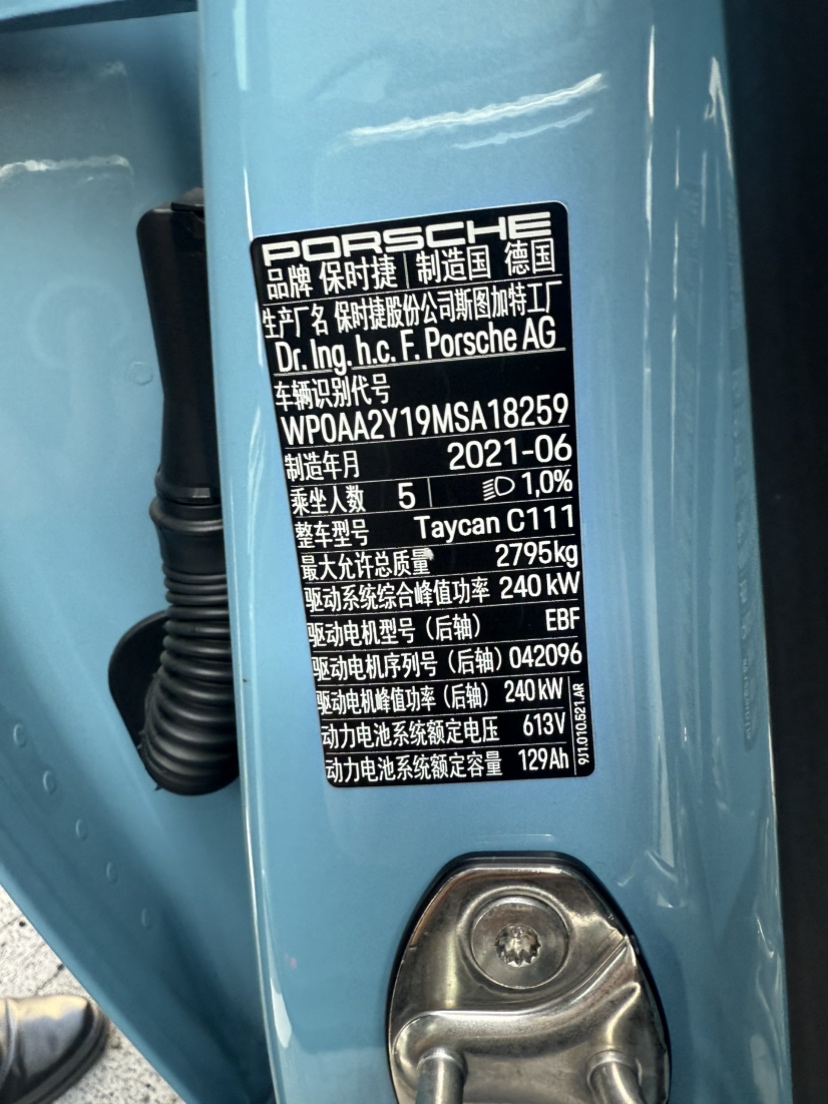 PORSCHE
品牌 保时捷 制造国 德国
生产厂名 保时捷股份公司斯图加特工厂
Dr. Ing. h.c. F. Porsche AG
车辆识别代号
WP0AA2Y19MSA18259
制造年月 2021-06
乘坐人数 5 1,0%
整车型号 Taycan C111
最大允许总质量 2795kg
驱动系统综合峰值功率 240 kW
驱动电机型号（后轴） EBF
驱动电机序列号（后轴） 042096
驱动电机峰值功率（后轴） 240 kW
动力电池系统额定电压 613V
动力电池系统额定容量 129Ah
9J1.010.621.AR